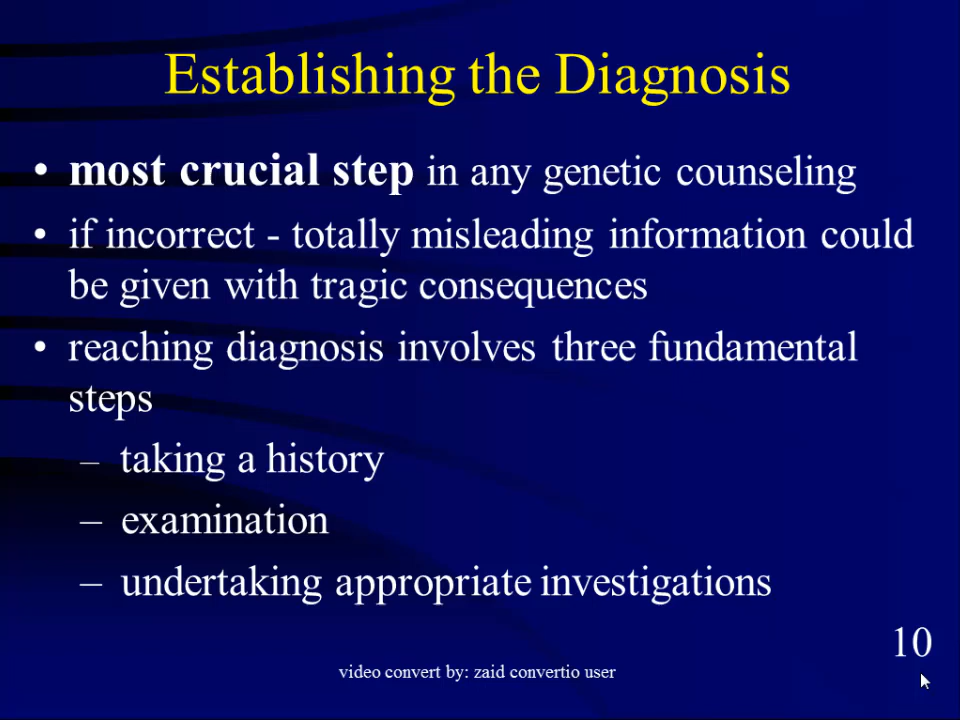 Establishing the Diagnosis
• most crucial step in any genetic counseling
• if incorrect - totally misleading information could
be given with tragic consequences
• reaching diagnosis involves three fundamental
steps
– taking a history
– examination
– undertaking appropriate investigations
10
video convert by: zaid convertio user